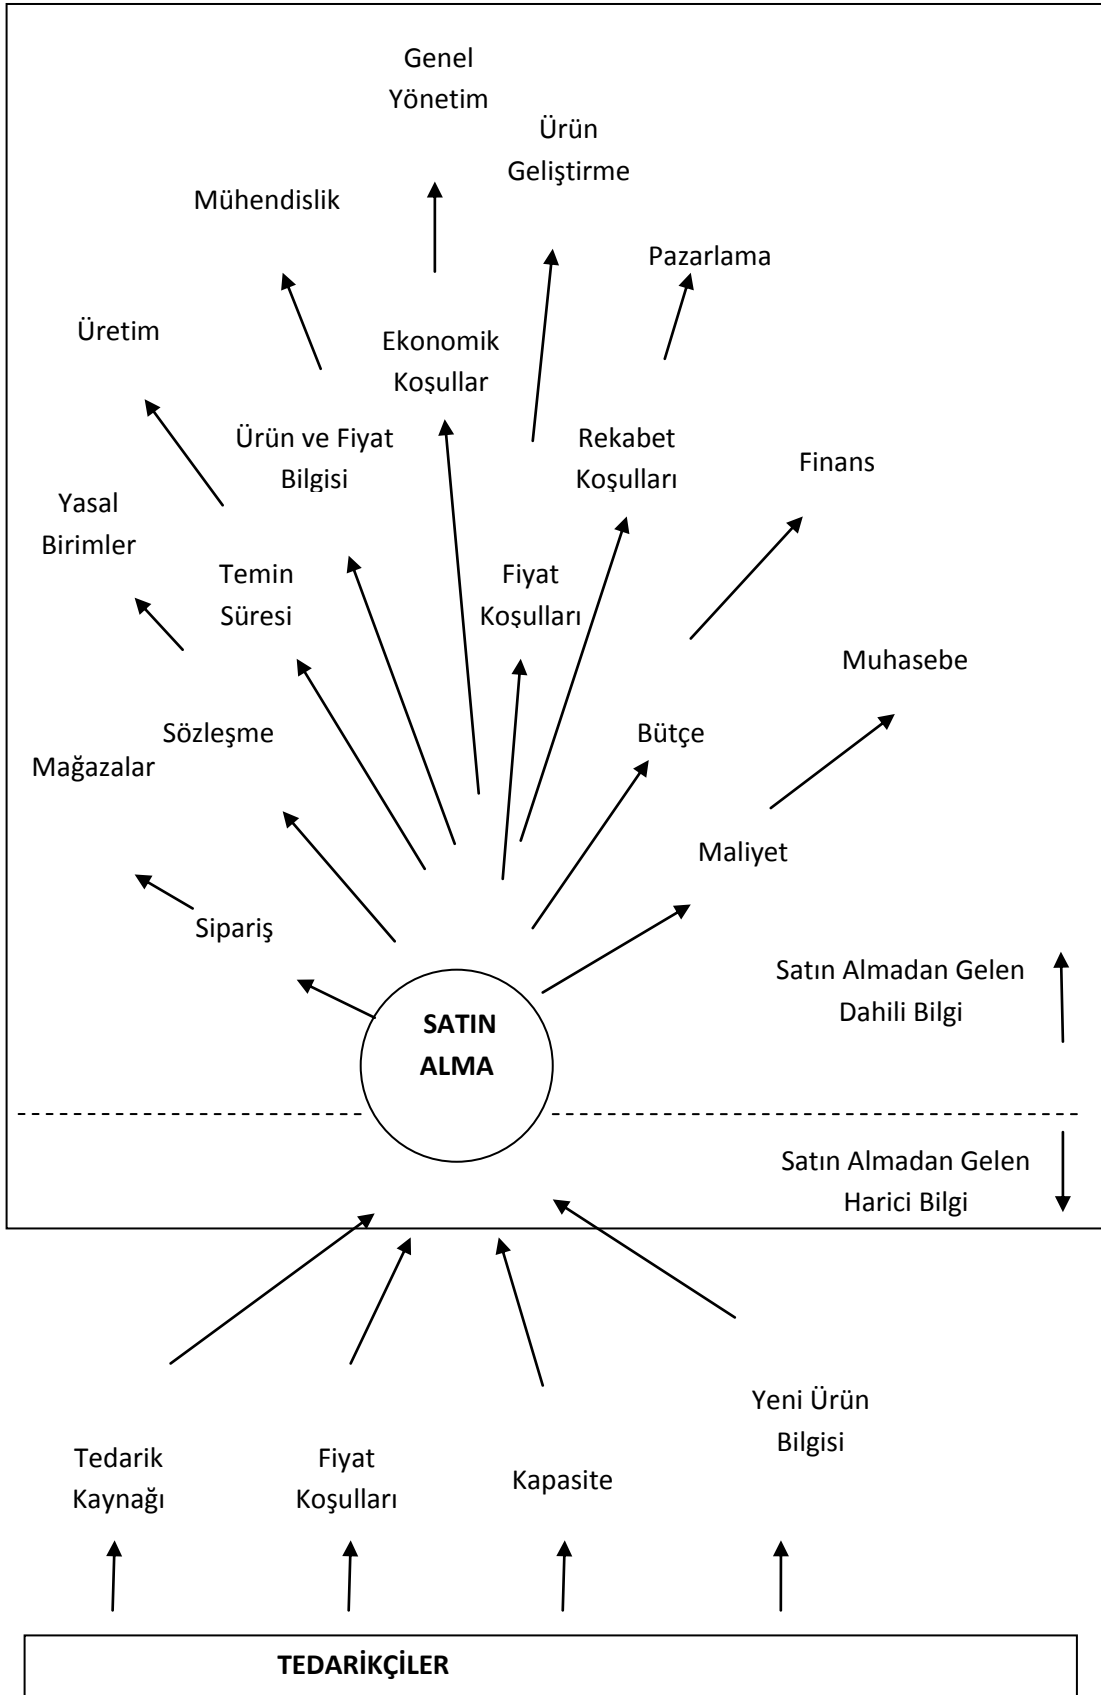 Genel
Yönetim
Ürün
Geliştirme
Mühendislik
Pazarlama
Üretim
Ekonomik
Koşullar
Ürün ve Fiyat
Bilgisi
Rekabet
Koşulları
Finans
Yasal
Birimler
Temin
Süresi
Fiyat
Koşulları
Muhasebe
Sözleşme
Bütçe
Mağazalar
Maliyet
Sipariş
Satın Almadan Gelen
Dahili Bilgi
SATIN
ALMA
Satın Almadan Gelen
Harici Bilgi
Yeni Ürün
Bilgisi
Tedarik
Kaynağı
Fiyat
Koşulları
Kapasite
TEDARİKÇİLER